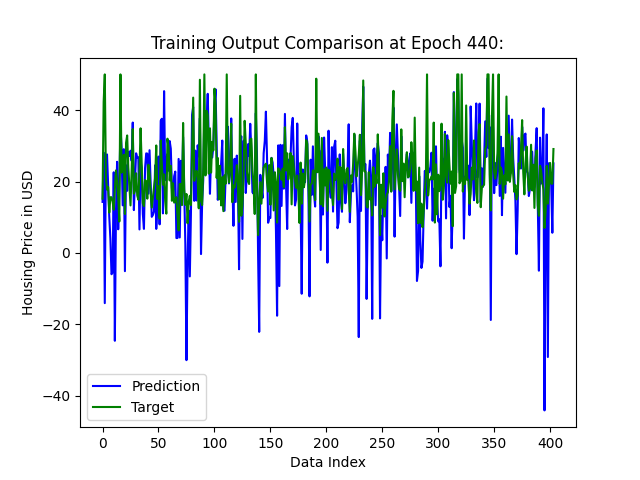 Training Output Comparison at Epoch 440:
Housing Price in USD
40
20
0
−20
−40
Prediction
Target
0 50 100 150 200 250 300 350 400
Data Index